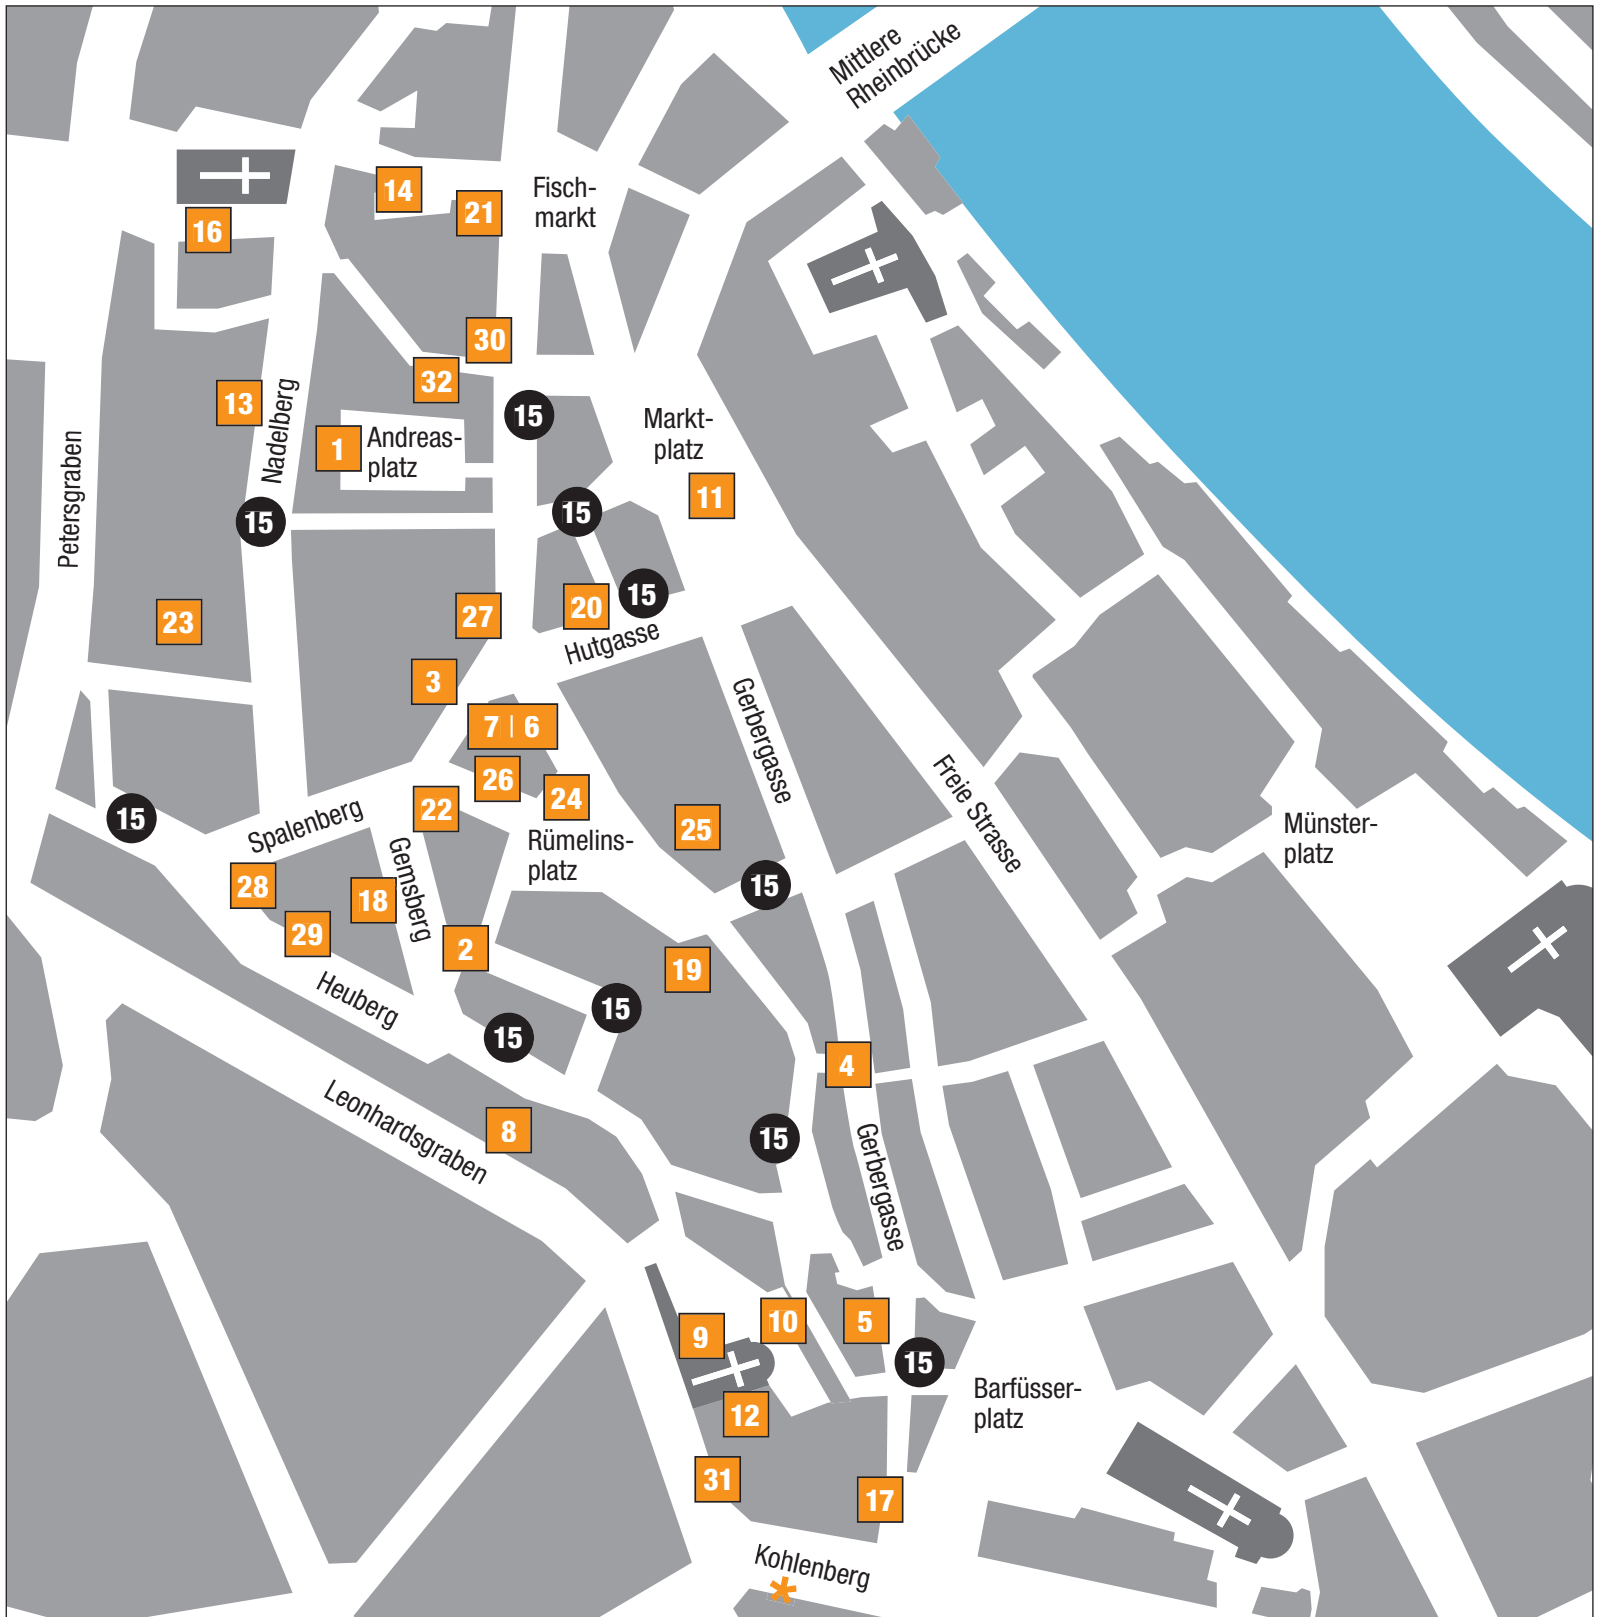 Mittlere
Rheinbrücke
14
Fisch-
markt
21
16
30
32
13
Nadelberg
15
Markt-
platz
1
Andreas-
platz
Petersgraben
11
15
15
15
20
23
27
Hutgasse
3
Gerbergasse
7 | 6
26
24
22
Freie Strasse
15
Spalenberg
25
Rümelins-
platz
Münster-
platz
Gemsberg
28
18
15
29
2
19
Heuberg
15
15
4
Leonhardsgraben
8
15
Gerbergasse
9
10
5
15
Barfüsser-
platz
12
31
17
Kohlenberg
*